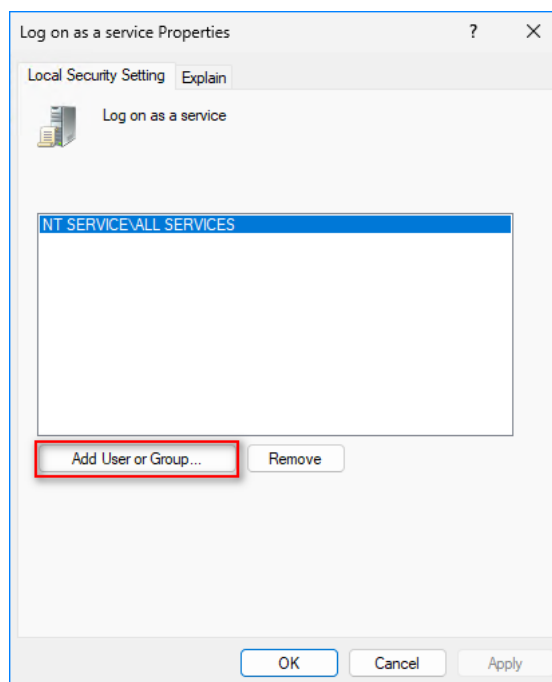 Log on as a service Properties
?
Local Security Setting
Explain
Log on as a service
NT SERVICE\ALL SERVICES
Add User or Group...
Remove
OK
Cancel
Apply